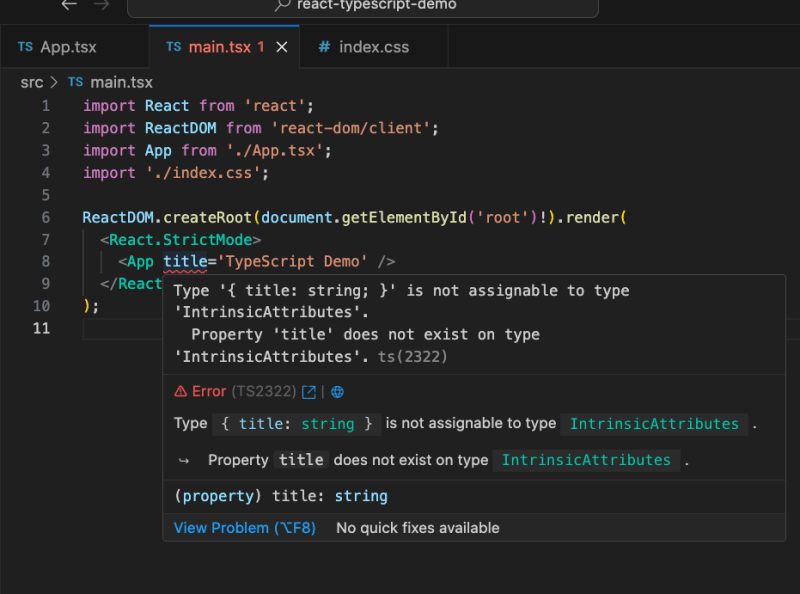 react-typescript-demo
TS App.tsx
TS main.tsx 1
# index.css
src > TS main.tsx
1 import React from 'react';
2 import ReactDOM from 'react-dom/client';
3 import App from './App.tsx';
4 import './index.css';
5
6 ReactDOM.createRoot(document.getElementById('root')!).render(
7 <React.StrictMode>
8 <App title='TypeScript Demo' />
9 </React
10 );
11
Type '{ title: string; }' is not assignable to type
'IntrinsicAttributes'.
Property 'title' does not exist on type
'IntrinsicAttributes'. ts(2322)
Error (TS2322) |
Type { title: string } is not assignable to type IntrinsicAttributes .
↪ Property title does not exist on type IntrinsicAttributes .
(property) title: string
View Problem (⌥F8) No quick fixes available